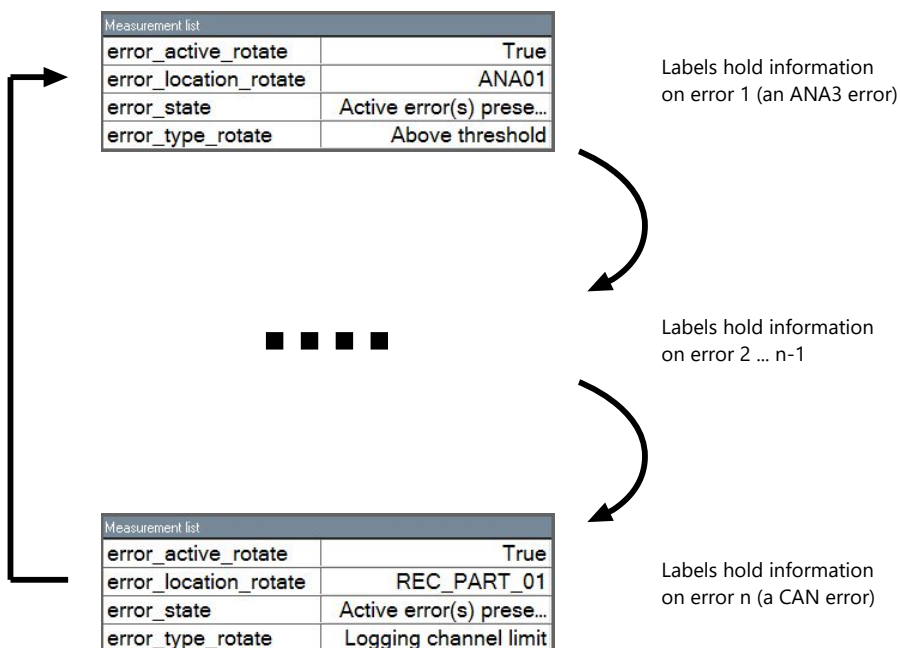 Measurement list
error_active_rotate True
error_location_rotate ANA01
error_state Active error(s) prese...
error_type_rotate Above threshold
Labels hold information
on error 1 (an ANA3 error)
Labels hold information
on error 2 ... n-1
Measurement list
error_active_rotate True
error_location_rotate REC_PART_01
error_state Active error(s) prese...
error_type_rotate Logging channel limit
Labels hold information
on error n (a CAN error)